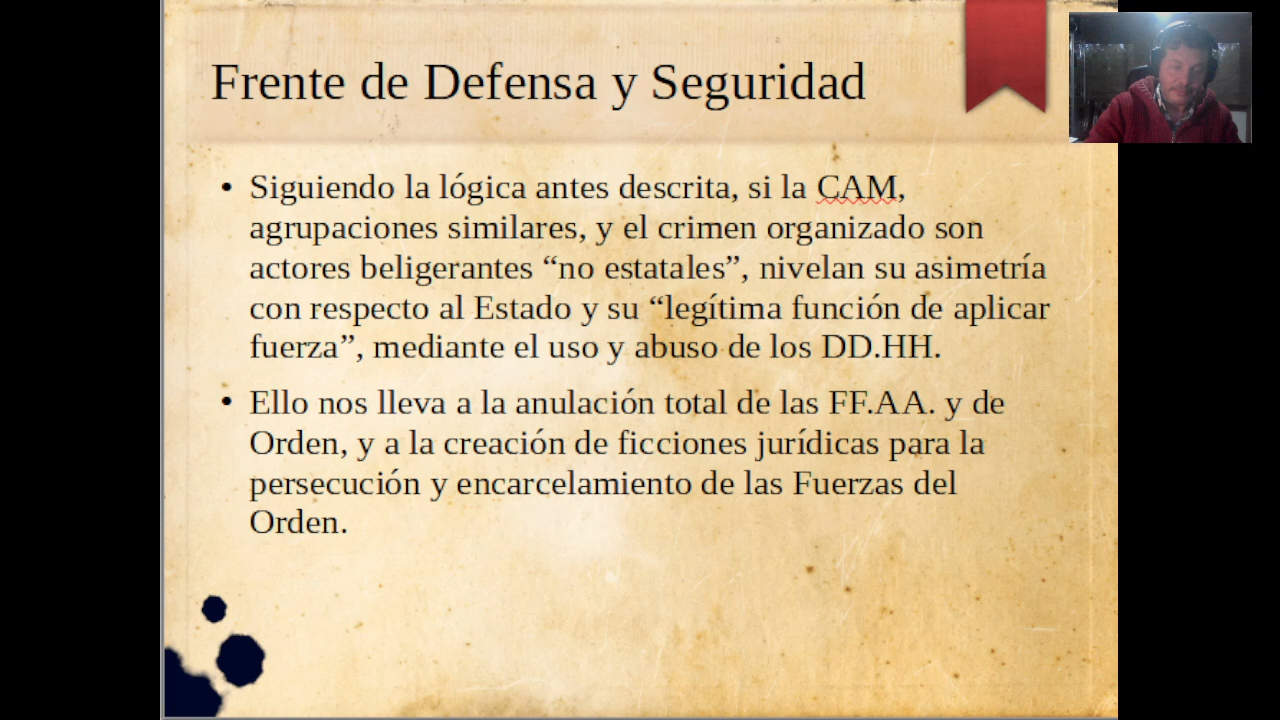 Frente de Defensa y Seguridad
• Siguiendo la lógica antes descrita, si la CAM,
agrupaciones similares, y el crimen organizado son
actores beligerantes “no estatales”, nivelan su asimetría
con respecto al Estado y su “legítima función de aplicar
fuerza”, mediante el uso y abuso de los DD.HH.
• Ello nos lleva a la anulación total de las FF.AA. y de
Orden, y a la creación de ficciones jurídicas para la
persecución y encarcelamiento de las Fuerzas del
Orden.